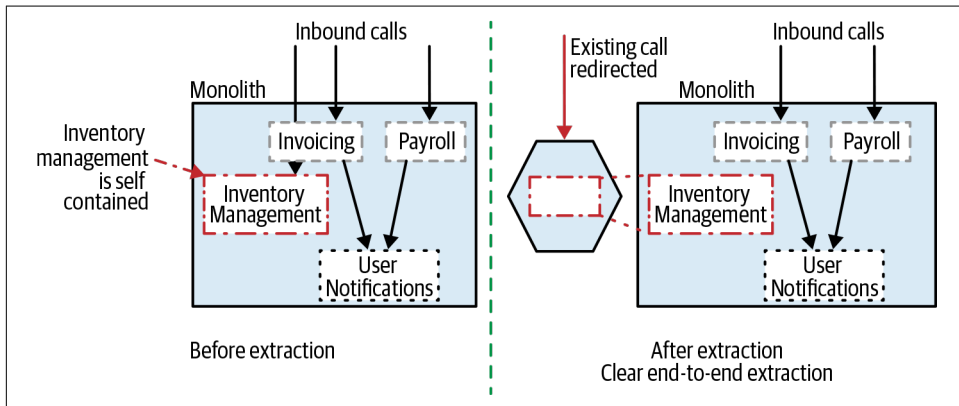 Inbound calls
Monolith
Invoicing
Payroll
Inventory
management
is self
contained
Inventory
Management
User
Notifications
Before extraction
Existing call
redirected
Inbound calls
Monolith
Invoicing
Payroll
Inventory
Management
User
Notifications
After extraction
Clear end-to-end extraction